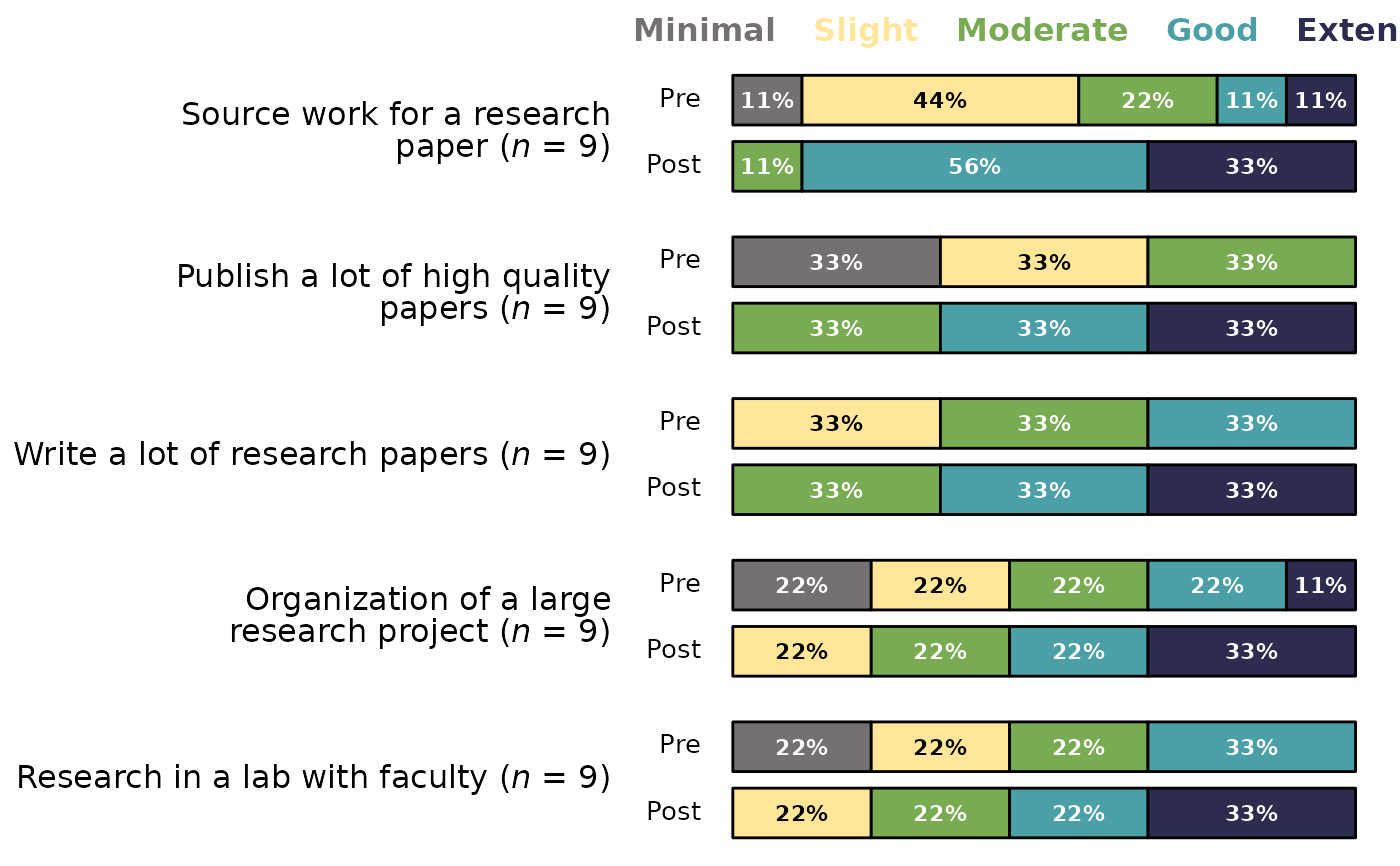 Minimal Slight Moderate Good Exten
Source work for a research
paper (n = 9)
Pre 11% 44% 22% 11% 11%
Post 11% 56% 33%
Publish a lot of high quality
papers (n = 9)
Pre 33% 33% 33%
Post 33% 33% 33%
Write a lot of research papers (n = 9)
Pre 33% 33% 33%
Post 33% 33% 33%
Organization of a large
research project (n = 9)
Pre 22% 22% 22% 22% 11%
Post 22% 22% 22% 33%
Research in a lab with faculty (n = 9)
Pre 22% 22% 22% 33%
Post 22% 22% 22% 33%